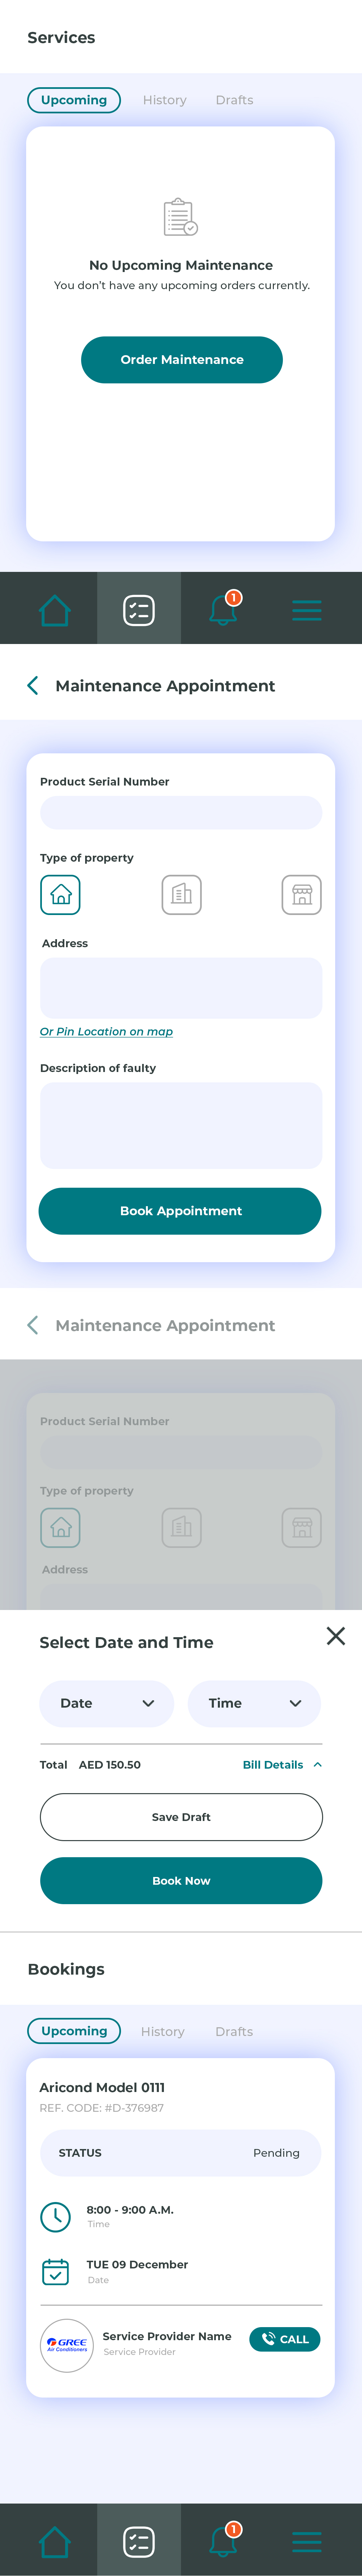 Services
Upcoming History Drafts
No Upcoming Maintenance
You don't have any upcoming orders currently.
Order Maintenance
1
Maintenance Appointment
Product Serial Number
Type of property
Address
Or Pin Location on map
Description of faulty
Book Appointment
Maintenance Appointment
Product Serial Number
Type of property
Address
Select Date and Time
Date Time
Total AED 150.50 Bill Details
Save Draft
Book Now
Bookings
Upcoming History Drafts
Aricond Model 0111
REF. CODE: #D-376987
STATUS Pending
8:00 - 9:00 A.M.
Time
TUE 09 December
Date
GREE
Air Conditioners
Service Provider Name
Service Provider
CALL
1